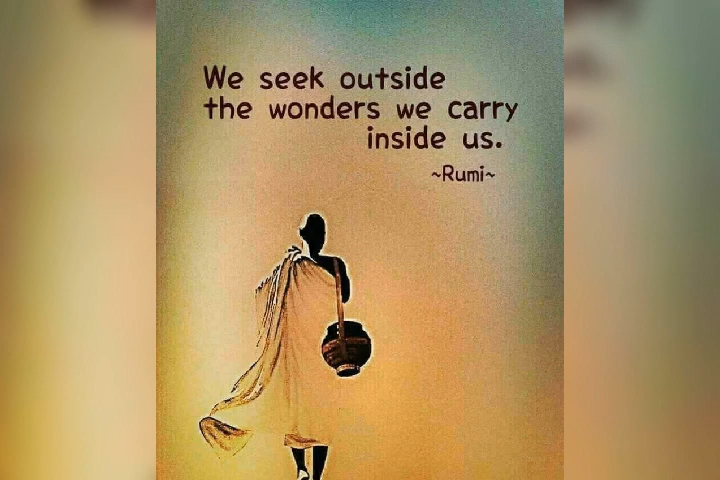 We seek outside
the wonders we carry
inside us.
~Rumi~